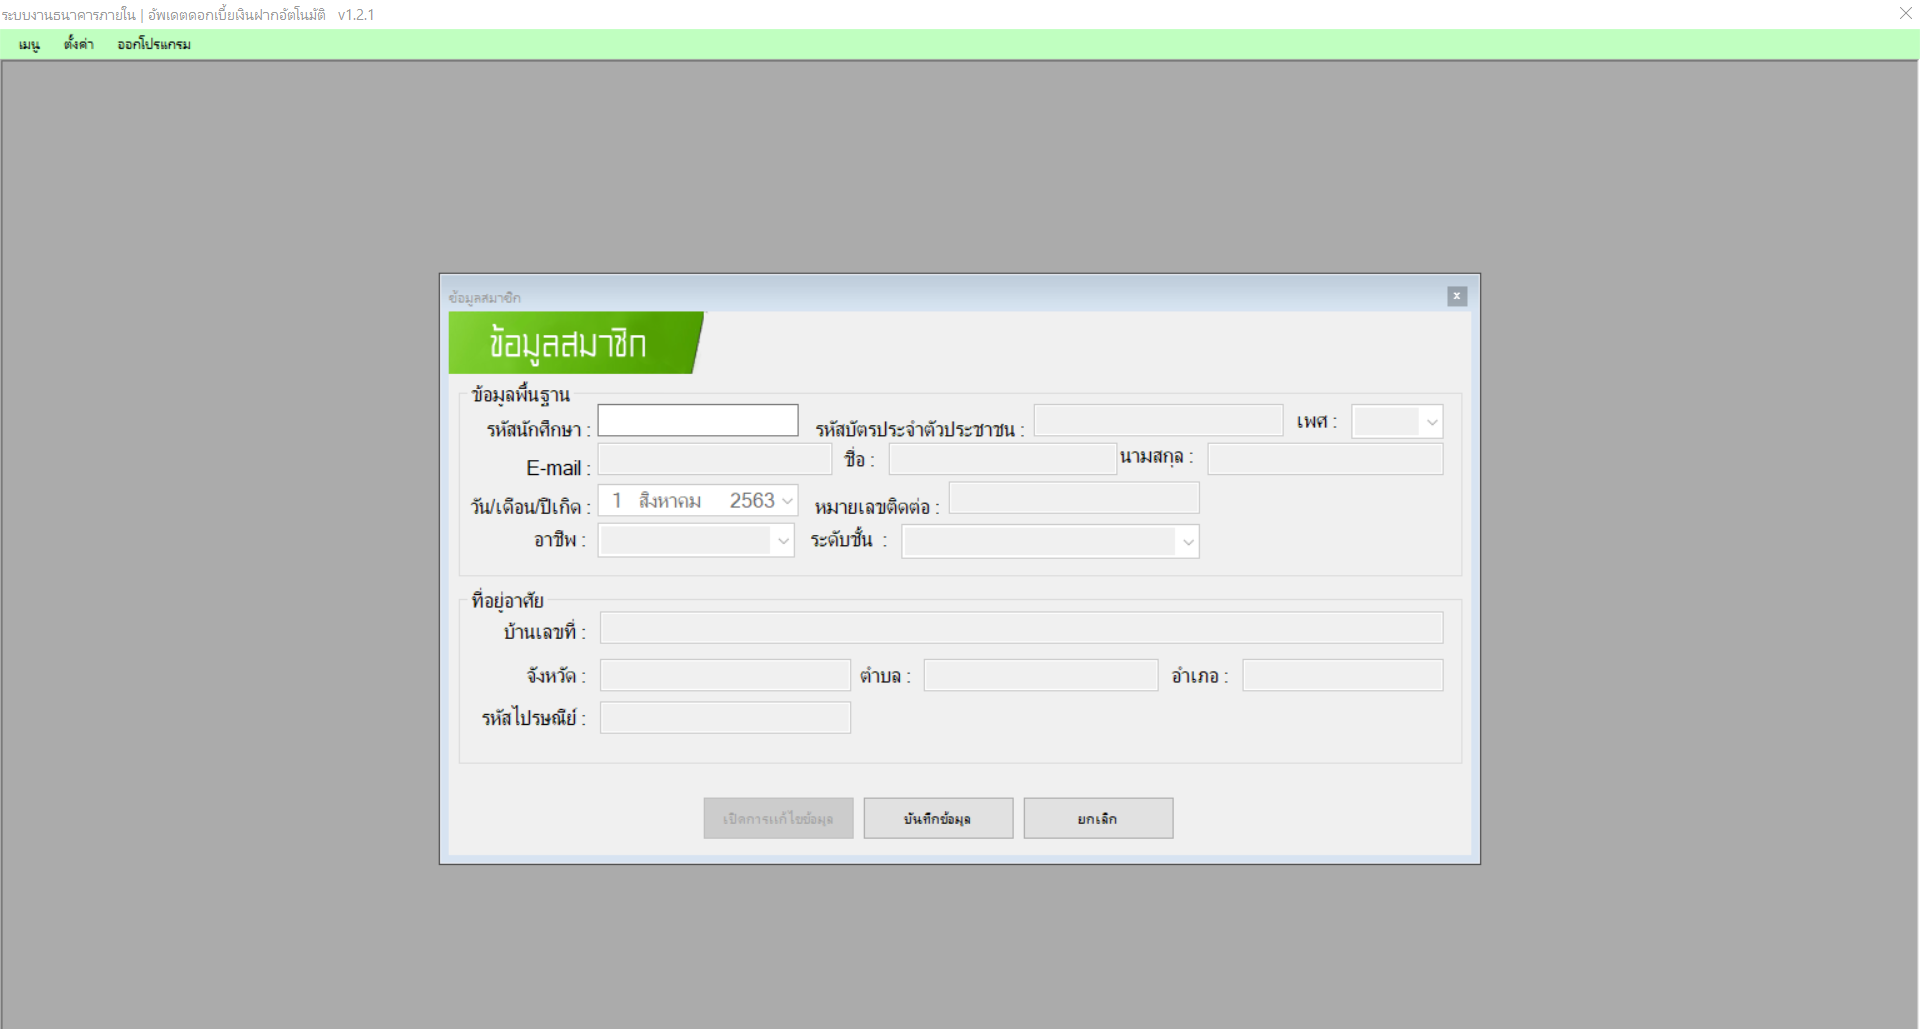 ระบบงานธนาคารภายใน | อัพเดตดอกเบี้ยเงินฝากอัตโนมัติ v1.2.1
เมนู ตั้งค่า ออกโปรแกรม
ข้อมูลสมาชิก
ข้อมูลสมาชิก
ข้อมูลพื้นฐาน
รหัสนักศึกษา : รหัสบัตรประจำตัวประชาชน : เพศ :
E-mail : ชื่อ : นามสกุล :
วัน/เดือน/ปีเกิด : 1 สิงหาคม 2563 หมายเลขติดต่อ :
อาชีพ : ระดับชั้น :
ที่อยู่อาศัย
บ้านเลขที่ :
จังหวัด : ตำบล : อำเภอ :
รหัสไปรษณีย์ :
เปิดการแก้ไขข้อมูล บันทึกข้อมูล ยกเลิก